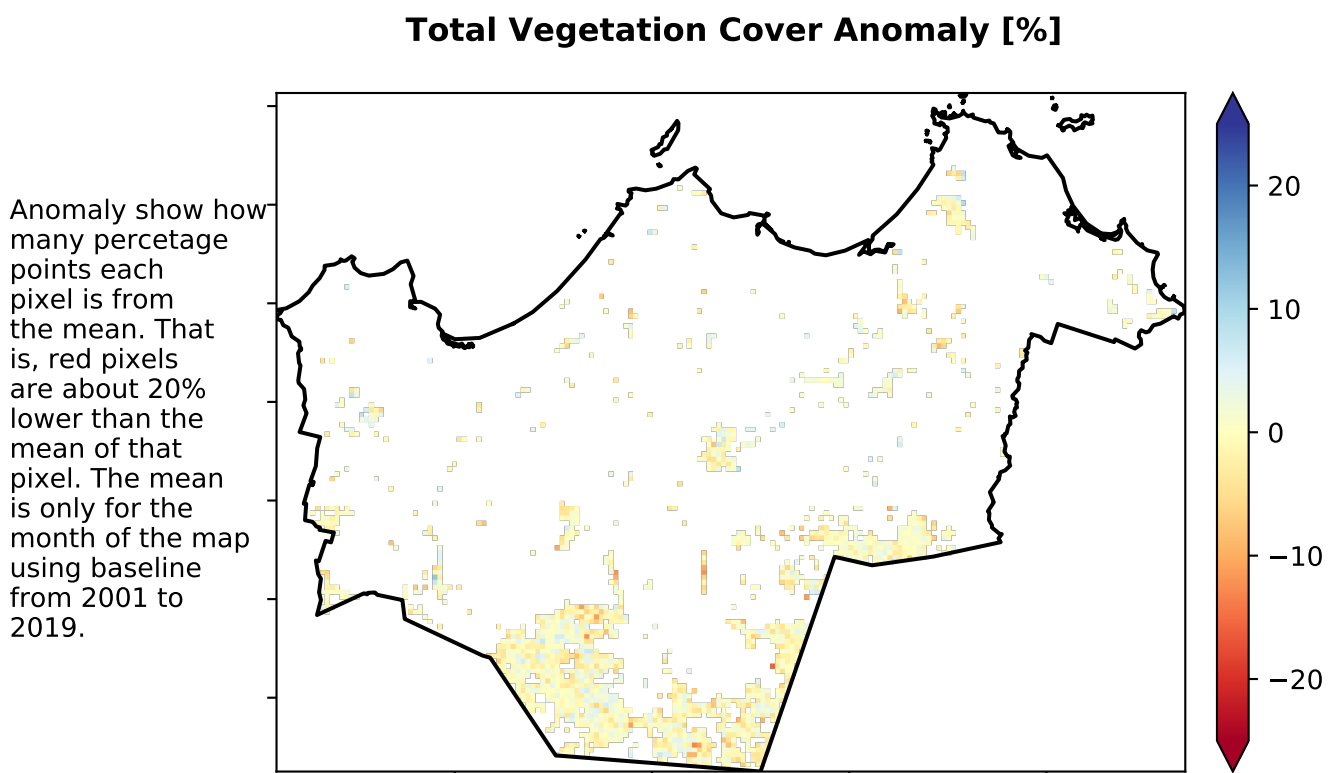 Total Vegetation Cover Anomaly [%]
Anomaly show how
many percetage
points each
pixel is from
the mean. That
is, red pixels
are about 20%
lower than the
mean of that
pixel. The mean
is only for the
month of the map
using baseline
from 2001 to
2019.
20
10
0
−10
−20